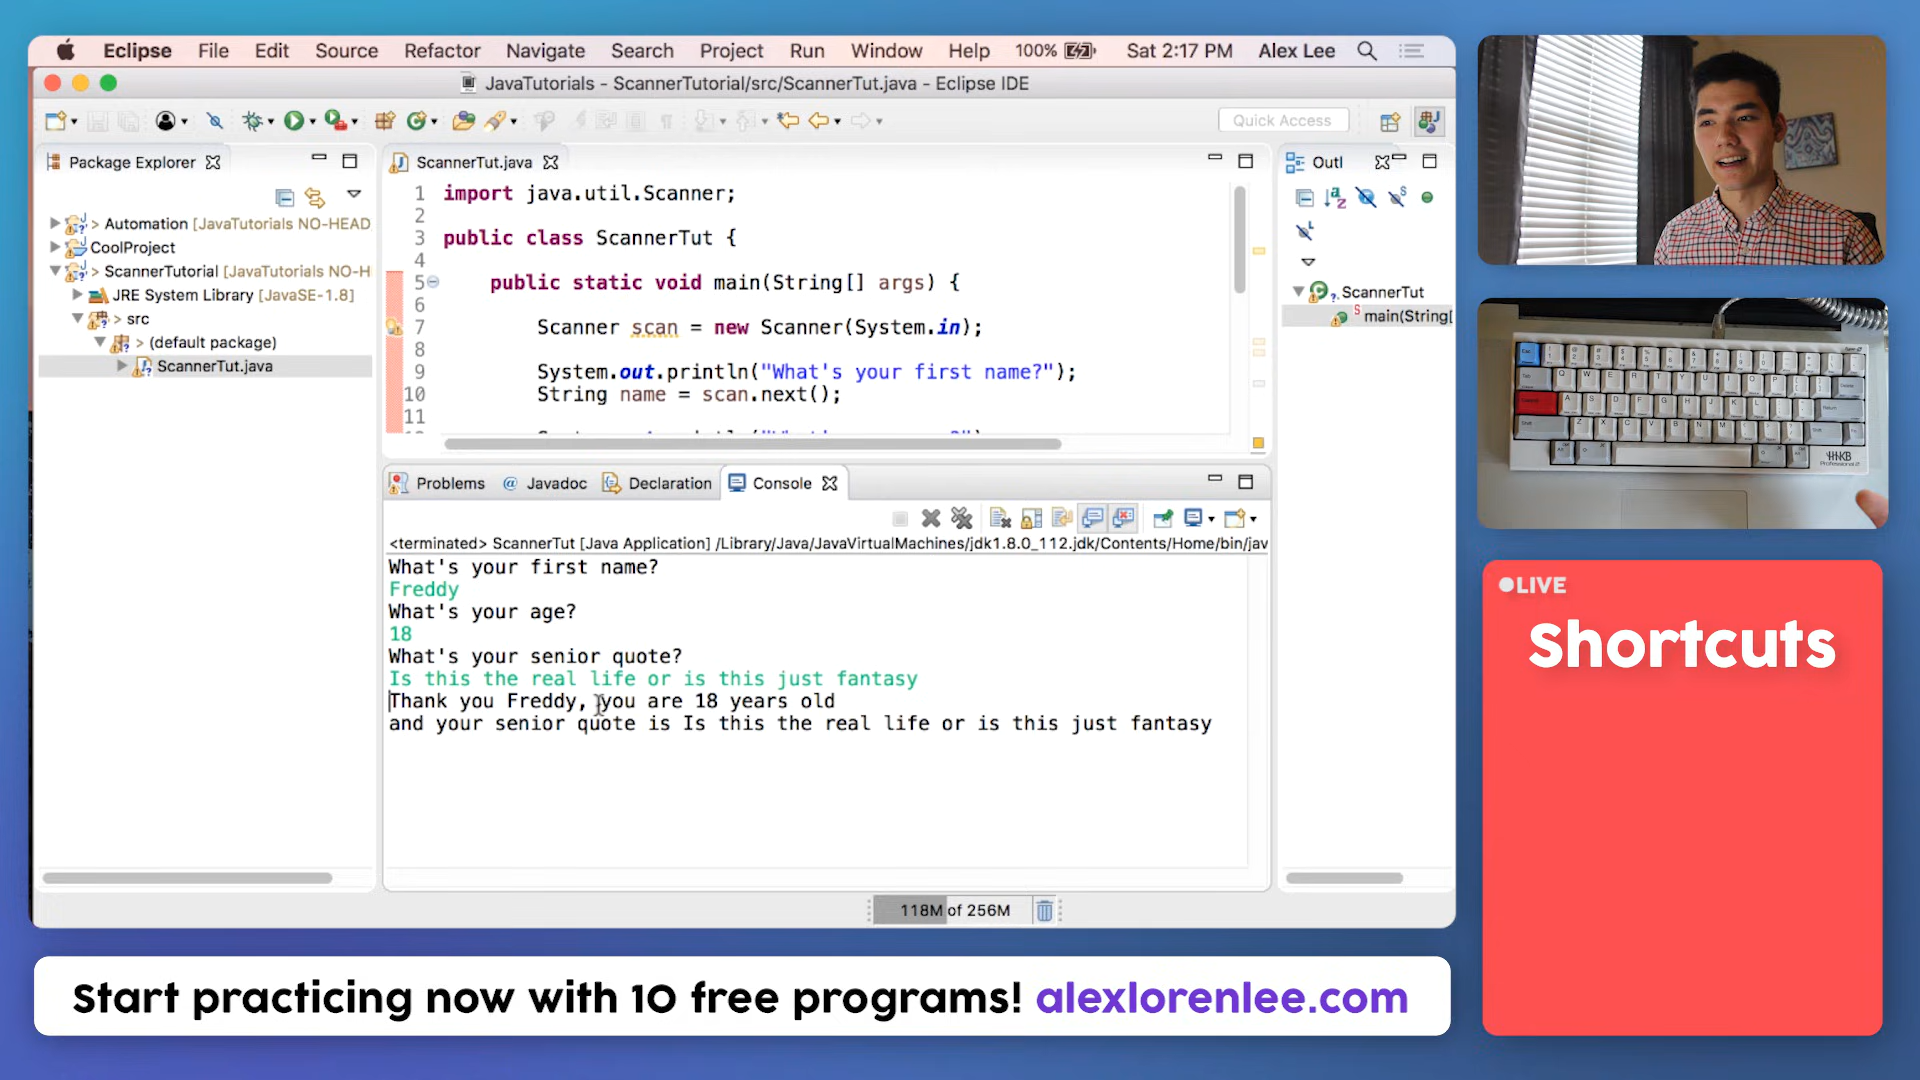 Eclipse File Edit Source Refactor Navigate Search Project Run Window Help 100% Sat 2:17 PM Alex Lee
JavaTutorials - ScannerTutorial/src/ScannerTut.java - Eclipse IDE
Quick Access
Package Explorer
> Automation [JavaTutorials NO-HEAD
CoolProject
> ScannerTutorial [JavaTutorials NO-H
JRE System Library [JavaSE-1.8]
> src
> (default package)
ScannerTut.java
ScannerTut.java
1 import java.util.Scanner;
2
3 public class ScannerTut {
4
5 public static void main(String[] args) {
6
7 Scanner scan = new Scanner(System.in);
8
9 System.out.println("What's your first name?");
10 String name = scan.next();
11
Outl
ScannerTut
main(String[
Problems @ Javadoc Declaration Console
<terminated> ScannerTut [Java Application] /Library/Java/JavaVirtualMachines/jdk1.8.0_112.jdk/Contents/Home/bin/jav
What's your first name?
Freddy
What's your age?
18
What's your senior quote?
Is this the real life or is this just fantasy
Thank you Freddy, you are 18 years old
and your senior quote is Is this the real life or is this just fantasy
118M of 256M
HHKB
Professional2
LIVE
Shortcuts
Start practicing now with 10 free programs! alexlorenlee.com